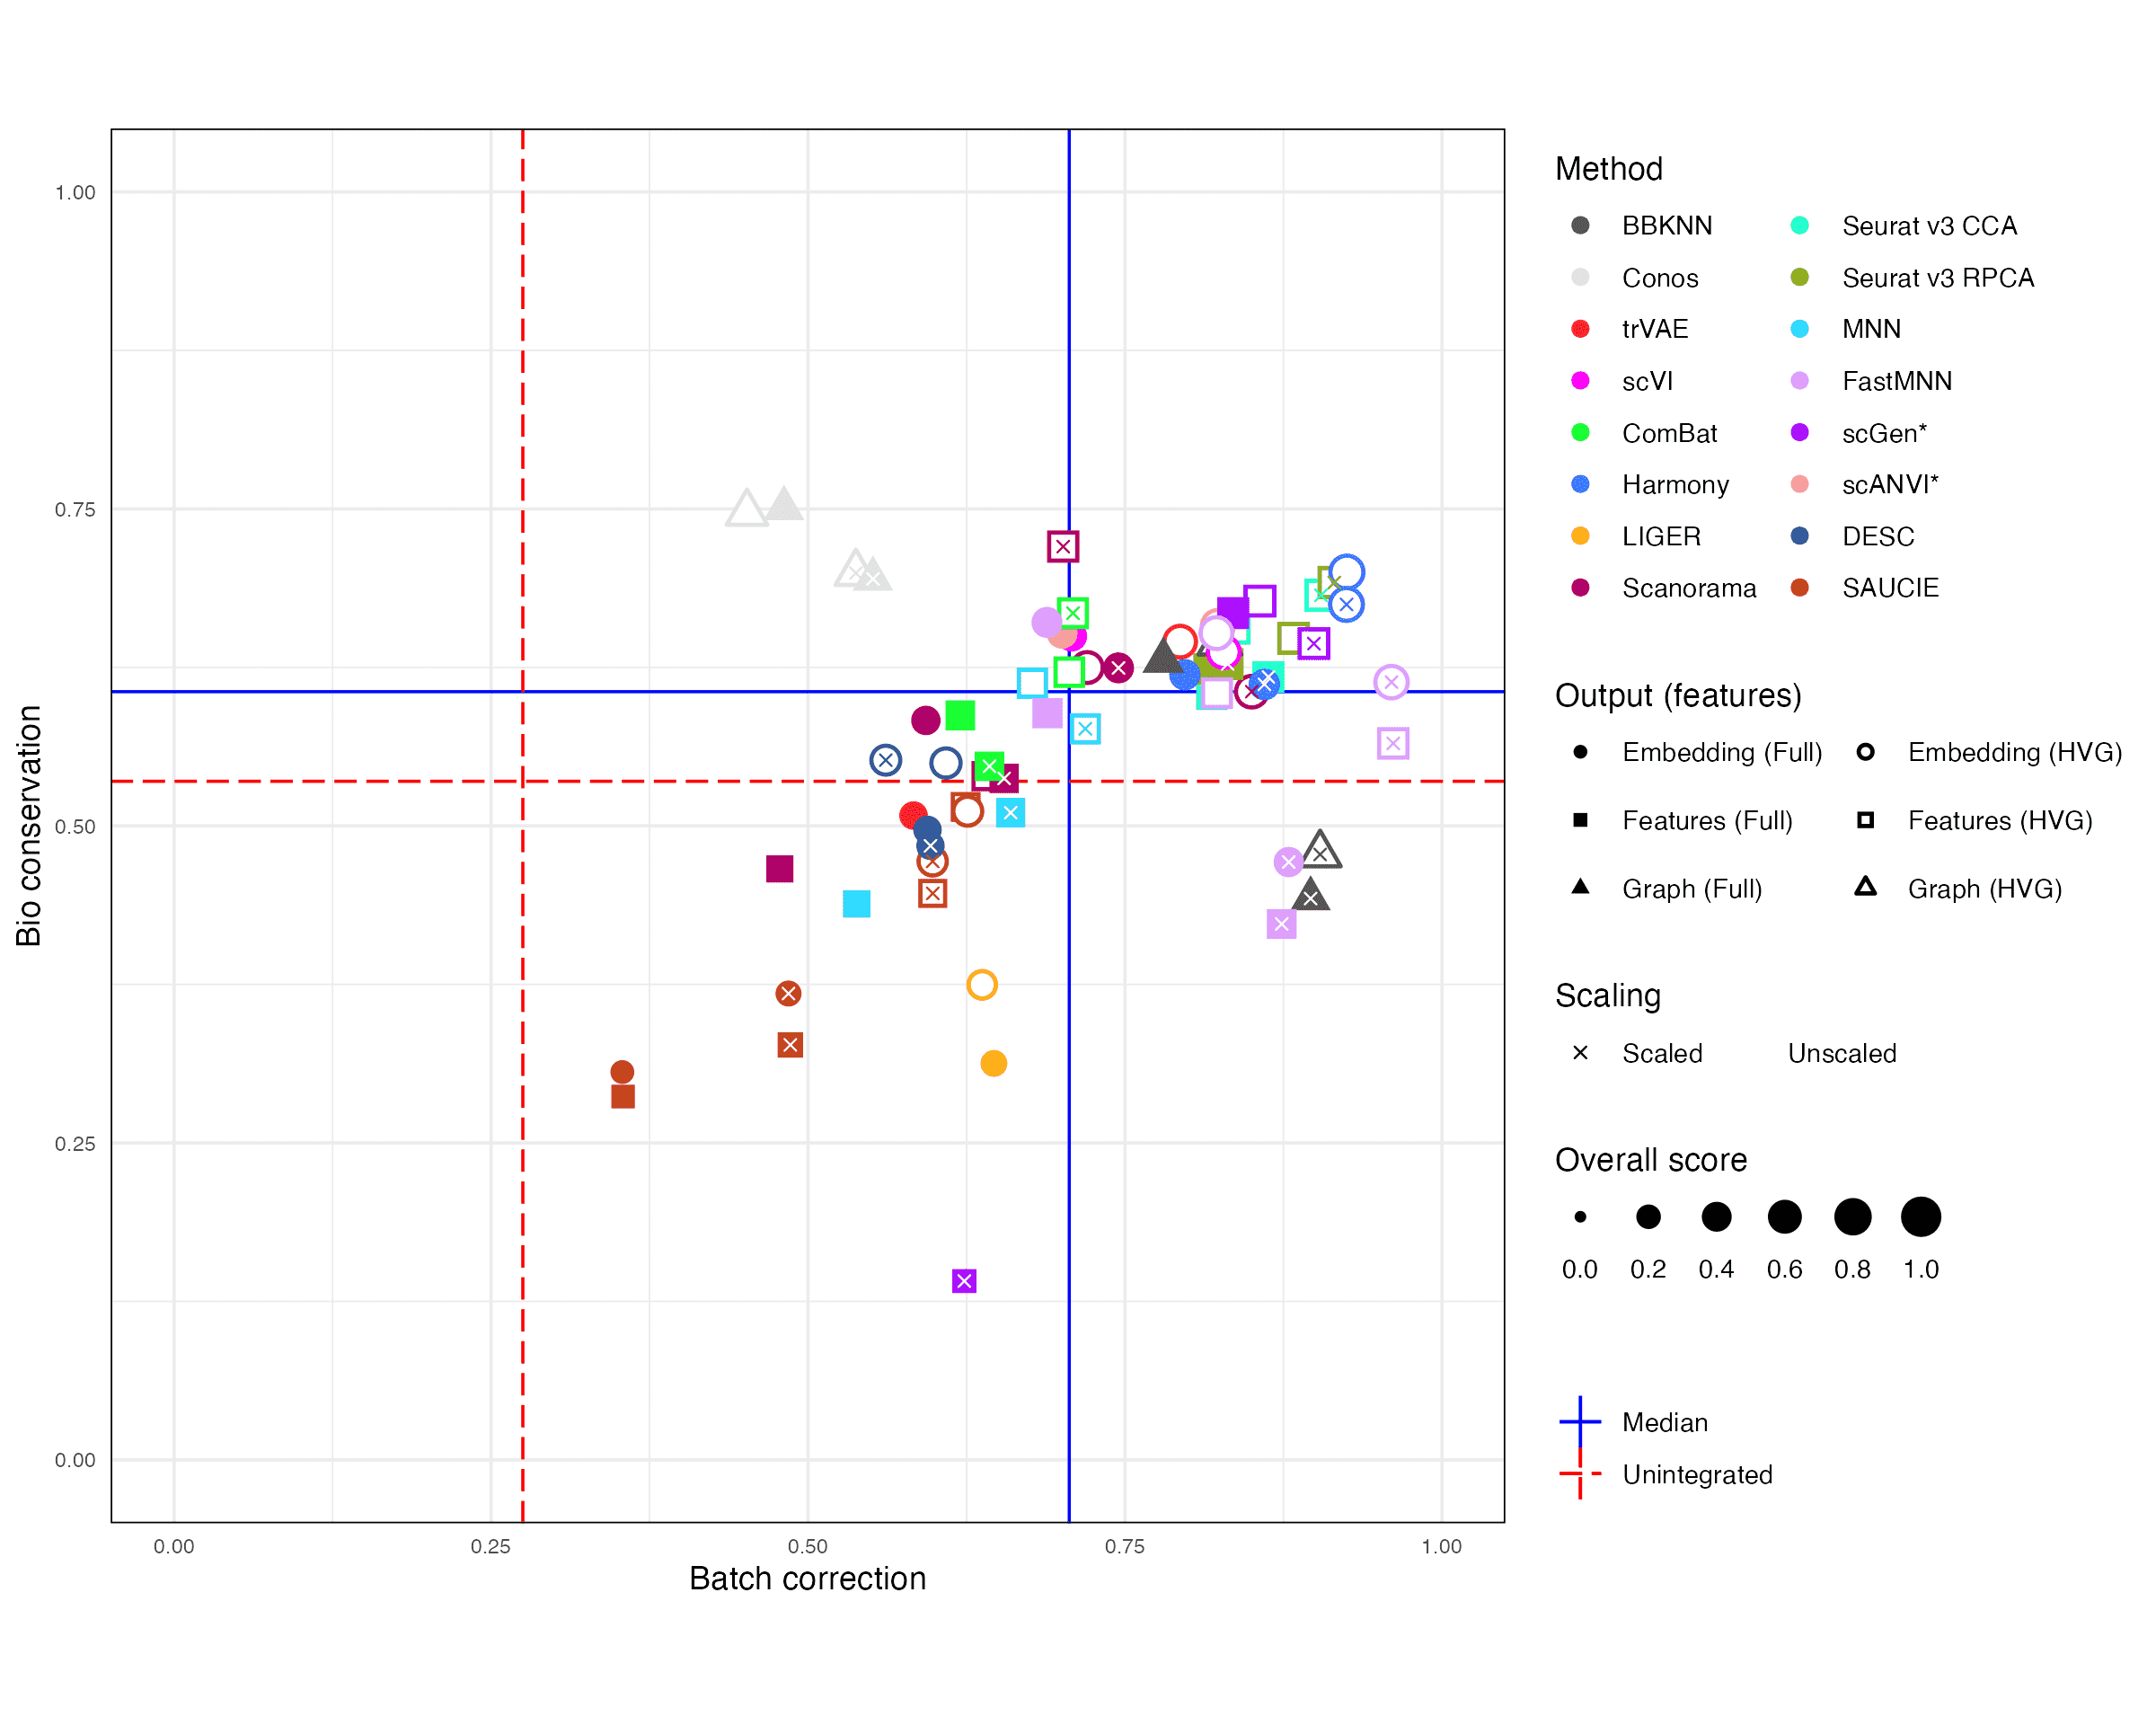 Method
BBKNN
Seurat v3 CCA
Conos
Seurat v3 RPCA
trVAE
MNN
scVI
FastMNN
ComBat
scGen*
Harmony
scANVI*
LIGER
DESC
Scanorama
SAUCIE
Output (features)
Embedding (Full)
Embedding (HVG)
Features (Full)
Features (HVG)
Graph (Full)
Graph (HVG)
Scaling
Scaled
Unscaled
Overall score
0.0 0.2 0.4 0.6 0.8 1.0
Median
Unintegrated
1.00
0.75
0.50
0.25
0.00
Bio conservation
0.00 0.25 0.50 0.75 1.00
Batch correction